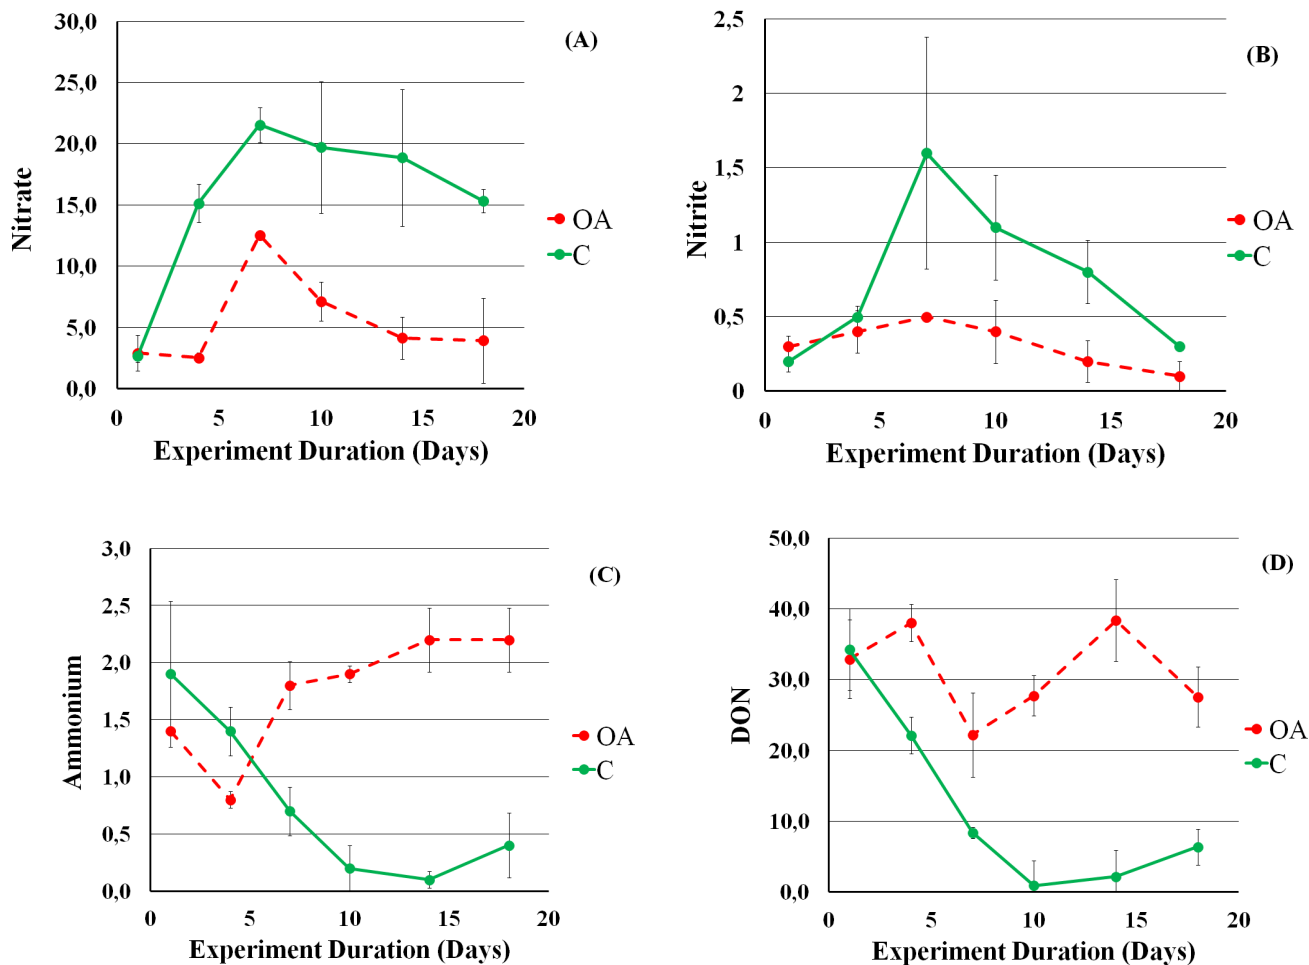 (A)
Nitrate
30,0
25,0
20,0
15,0
10,0
5,0
0,0
0 5 10 15 20
Experiment Duration (Days)
OA
C
(B)
Nitrite
2,5
2
1,5
1
0,5
0
0 5 10 15 20
Experiment Duration (Days)
OA
C
(C)
Ammonium
3,0
2,5
2,0
1,5
1,0
0,5
0,0
0 5 10 15 20
Experiment Duration (Days)
OA
C
(D)
DON
50,0
40,0
30,0
20,0
10,0
0,0
0 5 10 15 20
Experiment Duration (Days)
OA
C